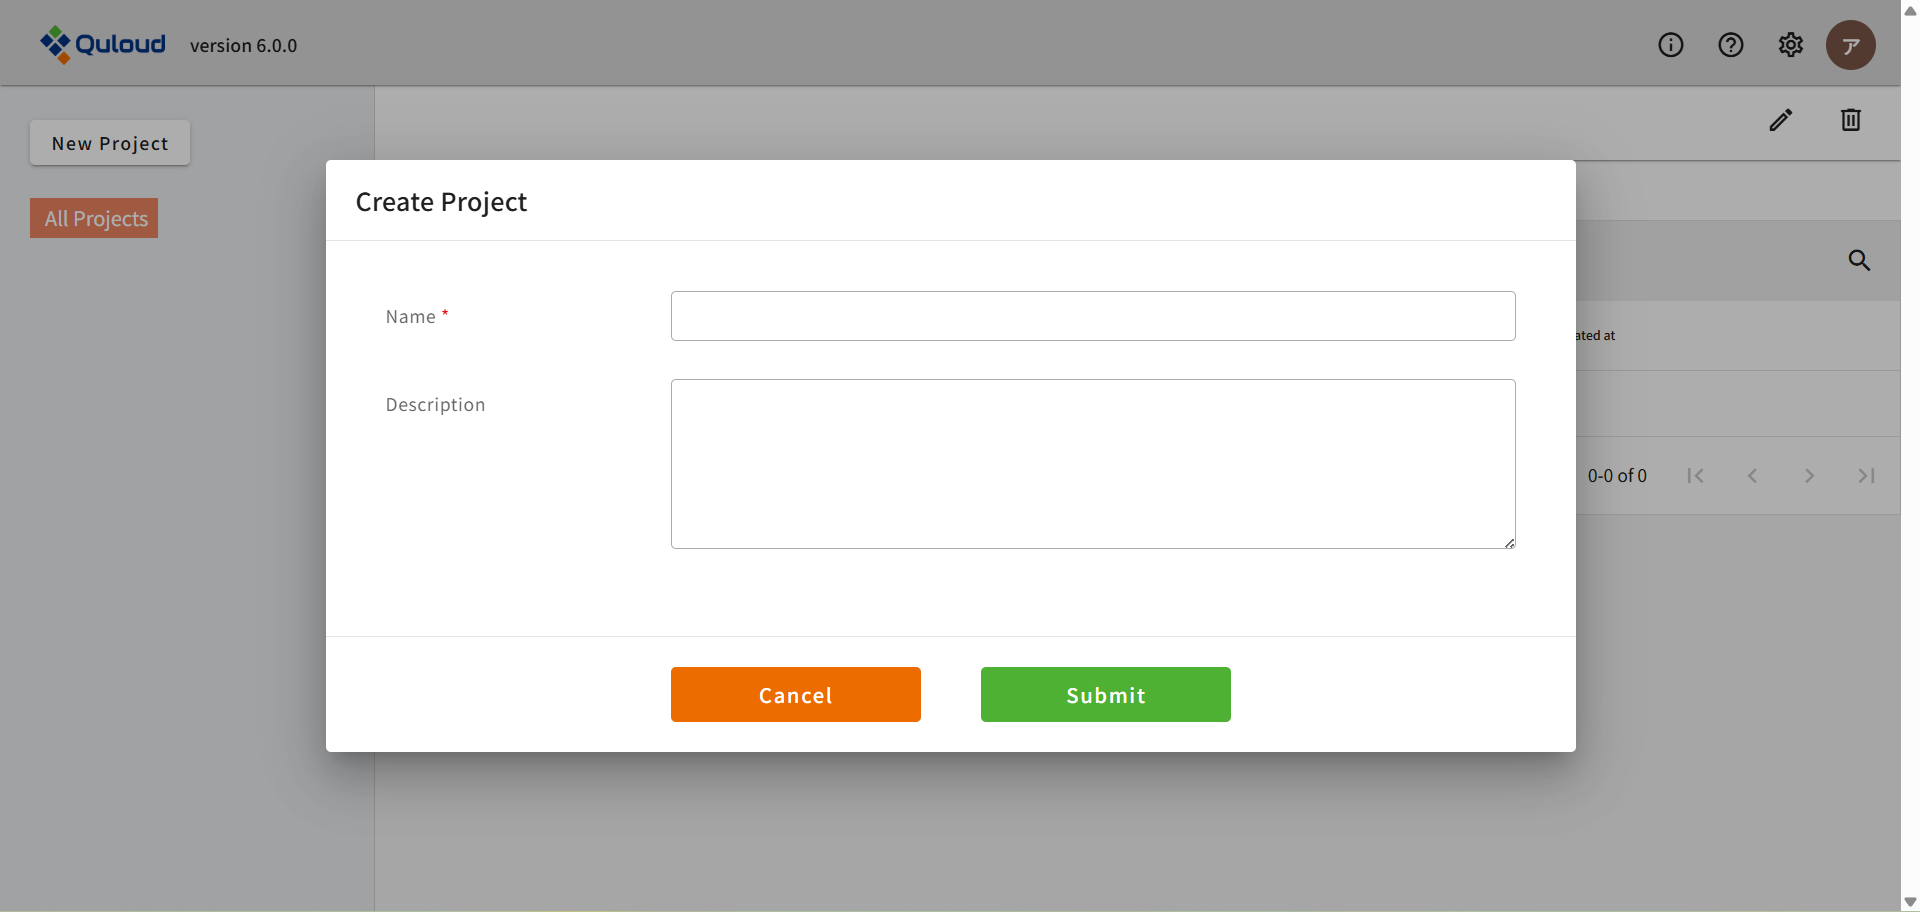 Quloud version 6.0.0
ア
New Project
All Projects
Create Project
Name *
ated at
Description
0-0 of 0
Cancel
Submit